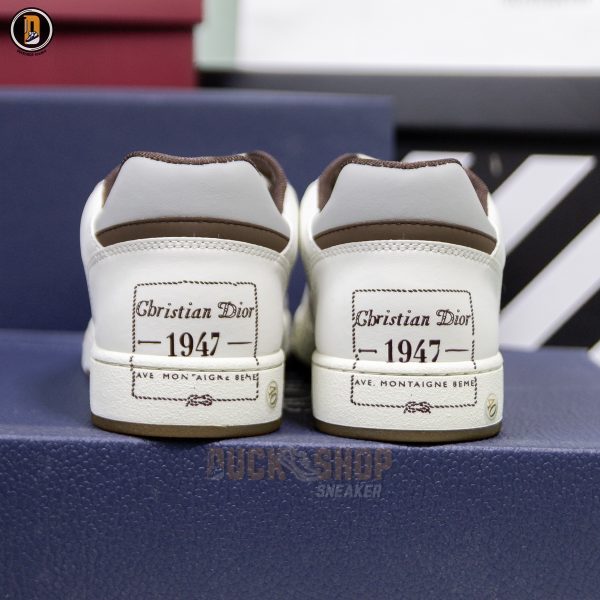 Christian Dior
1947
AVE. MONTAIGNE 8EME
Christian Dior
1947
AVE. MONTAIGNE 8EME
DUCK SHOP
SNEAKER